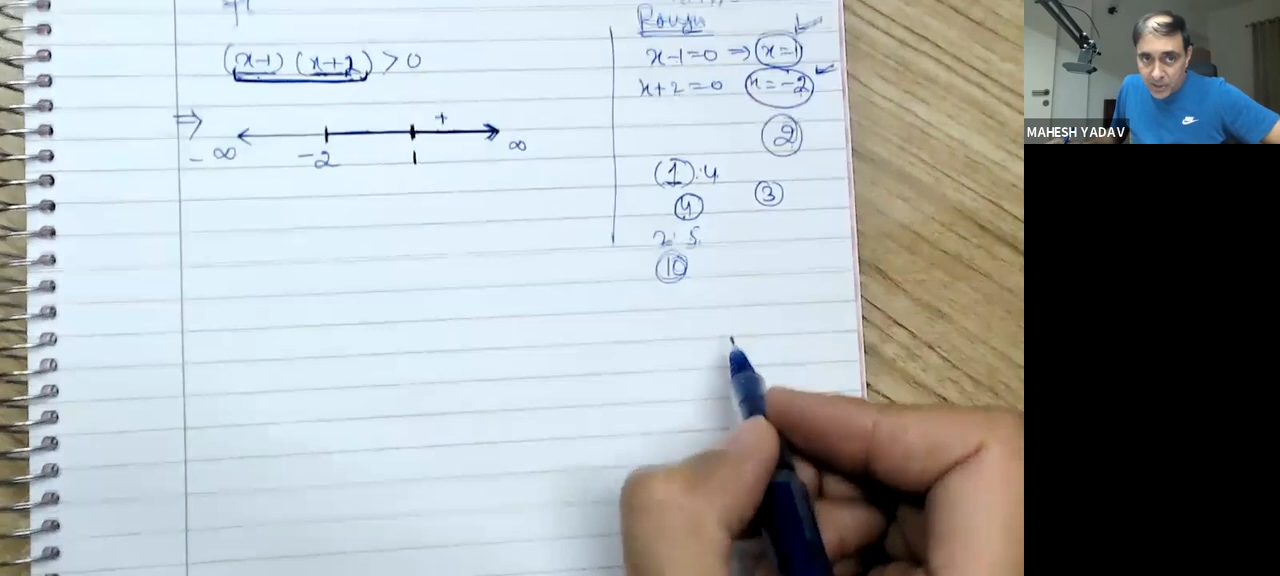 (x-1) (x+2) > 0
⇒
+
-∞ -2 1 ∞
Rough
x-1=0 ⇒ x=1
x+2=0 x=-2
2
(1).4
4 3
2. 5
10
MAHESH YADAV